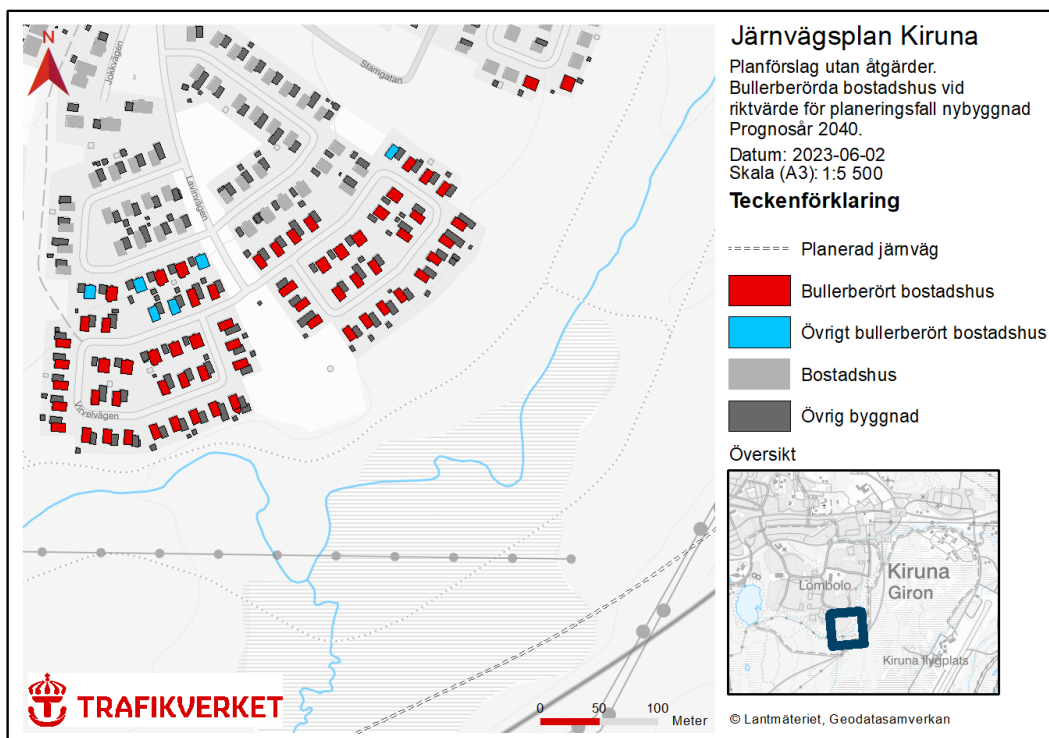 Järnvägsplan Kiruna
Planförslag utan åtgärder.
Bullerberörda bostadshus vid
riktvärde för planeringsfall nybyggnad
Prognosår 2040.
Datum: 2023-06-02
Skala (A3): 1:5 500
Teckenförklaring
Planerad järnväg
Bullerberört bostadshus
Övrigt bullerberört bostadshus
Bostadshus
Övrig byggnad
Översikt
Lombolo
Kiruna
Giron
Kiruna flygplats
© Lantmäteriet, Geodatasamverkan
N
Jökkvägen
Stamgatan
Lavinvägen
Virvelvägen
TRAFIKVERKET
0 50 100
Meter